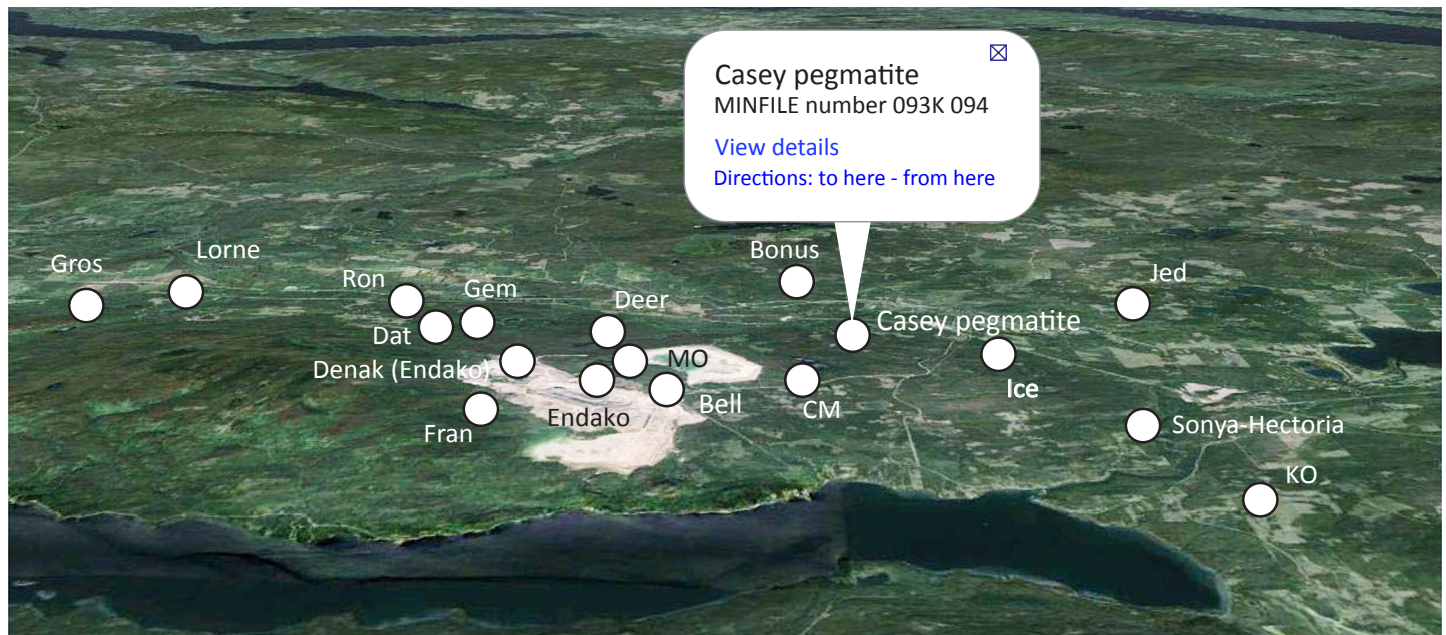 Casey pegmatite
MINFILE number 093K 094
View details
Directions: to here - from here
Gros
Lorne
Ron
Gem
Dat
Deer
Bonus
Casey pegmatite
Jed
Denak (Endako)
MO
Ice
Fran
Endako
Bell
CM
Sonya-Hectoria
KO